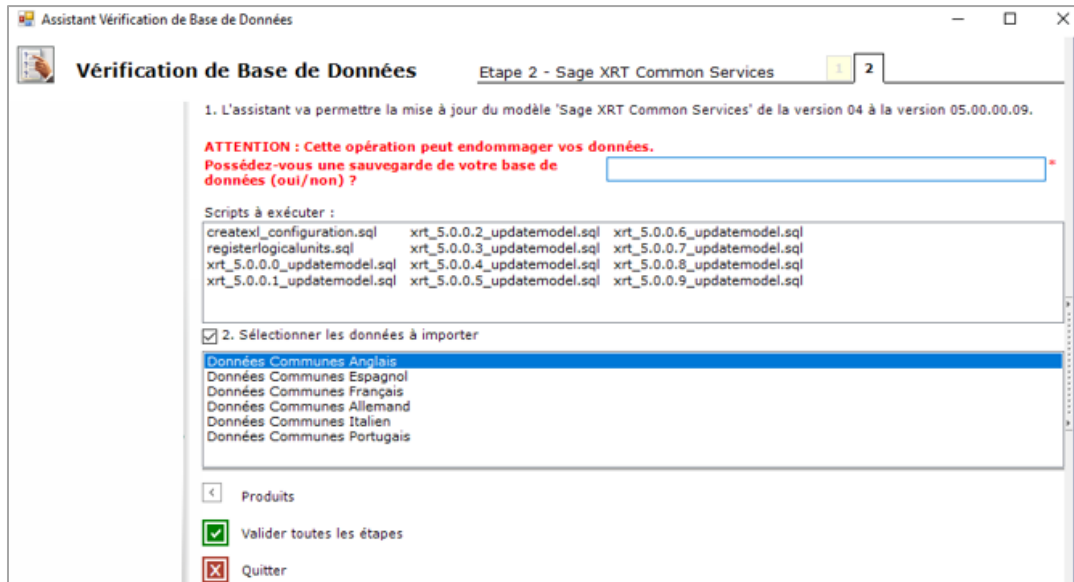 Assistant Vérification de Base de Données
Vérification de Base de Données
Etape 2 - Sage XRT Common Services
1
2
1. L'assistant va permettre la mise à jour du modèle 'Sage XRT Common Services' de la version 04 à la version 05.00.00.09.
ATTENTION : Cette opération peut endommager vos données.
Possédez-vous une sauvegarde de votre base de
données (oui/non) ?
*
Scripts à exécuter :
createxl_configuration.sql xrt_5.0.0.2_updatemodel.sql xrt_5.0.0.6_updatemodel.sql
registerlogicalunits.sql xrt_5.0.0.3_updatemodel.sql xrt_5.0.0.7_updatemodel.sql
xrt_5.0.0.0_updatemodel.sql xrt_5.0.0.4_updatemodel.sql xrt_5.0.0.8_updatemodel.sql
xrt_5.0.0.1_updatemodel.sql xrt_5.0.0.5_updatemodel.sql xrt_5.0.0.9_updatemodel.sql
2. Sélectionner les données à importer
Données Communes Anglais
Données Communes Espagnol
Données Communes Français
Données Communes Allemand
Données Communes Italien
Données Communes Portugais
Produits
Valider toutes les étapes
Quitter